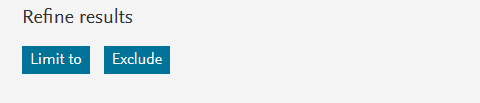 Refine results
Limit to Exclude